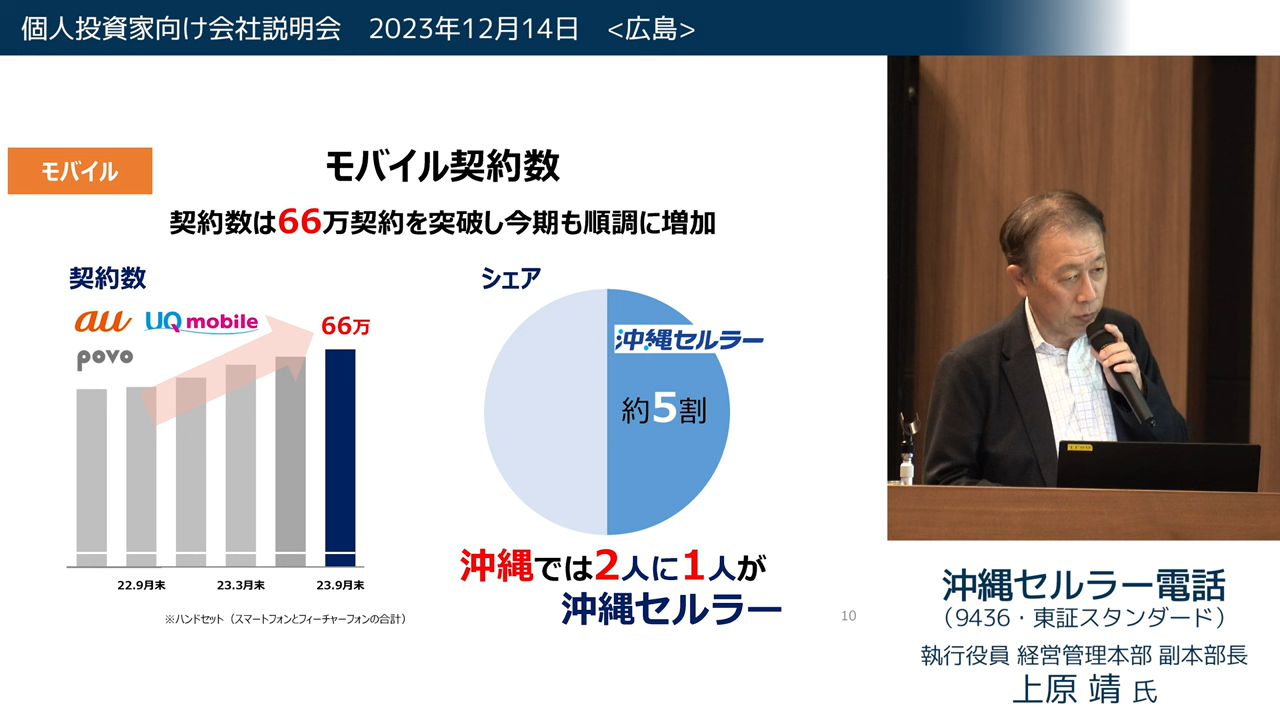 個人投資家向け会社説明会 2023年12月14日 <広島>
モバイル
モバイル契約数
契約数は66万契約を突破し今期も順調に増加
契約数
au UQ mobile
povo
66万
22.9月末 23.3月末 23.9月末
※ハンドセット（スマートフォンとフィーチャーフォンの合計）
シェア
沖縄セルラー
約5割
沖縄では2人に1人が
沖縄セルラー
10
沖縄セルラー電話
（9436・東証スタンダード）
執行役員 経営管理本部 副本部長
上原 靖 氏